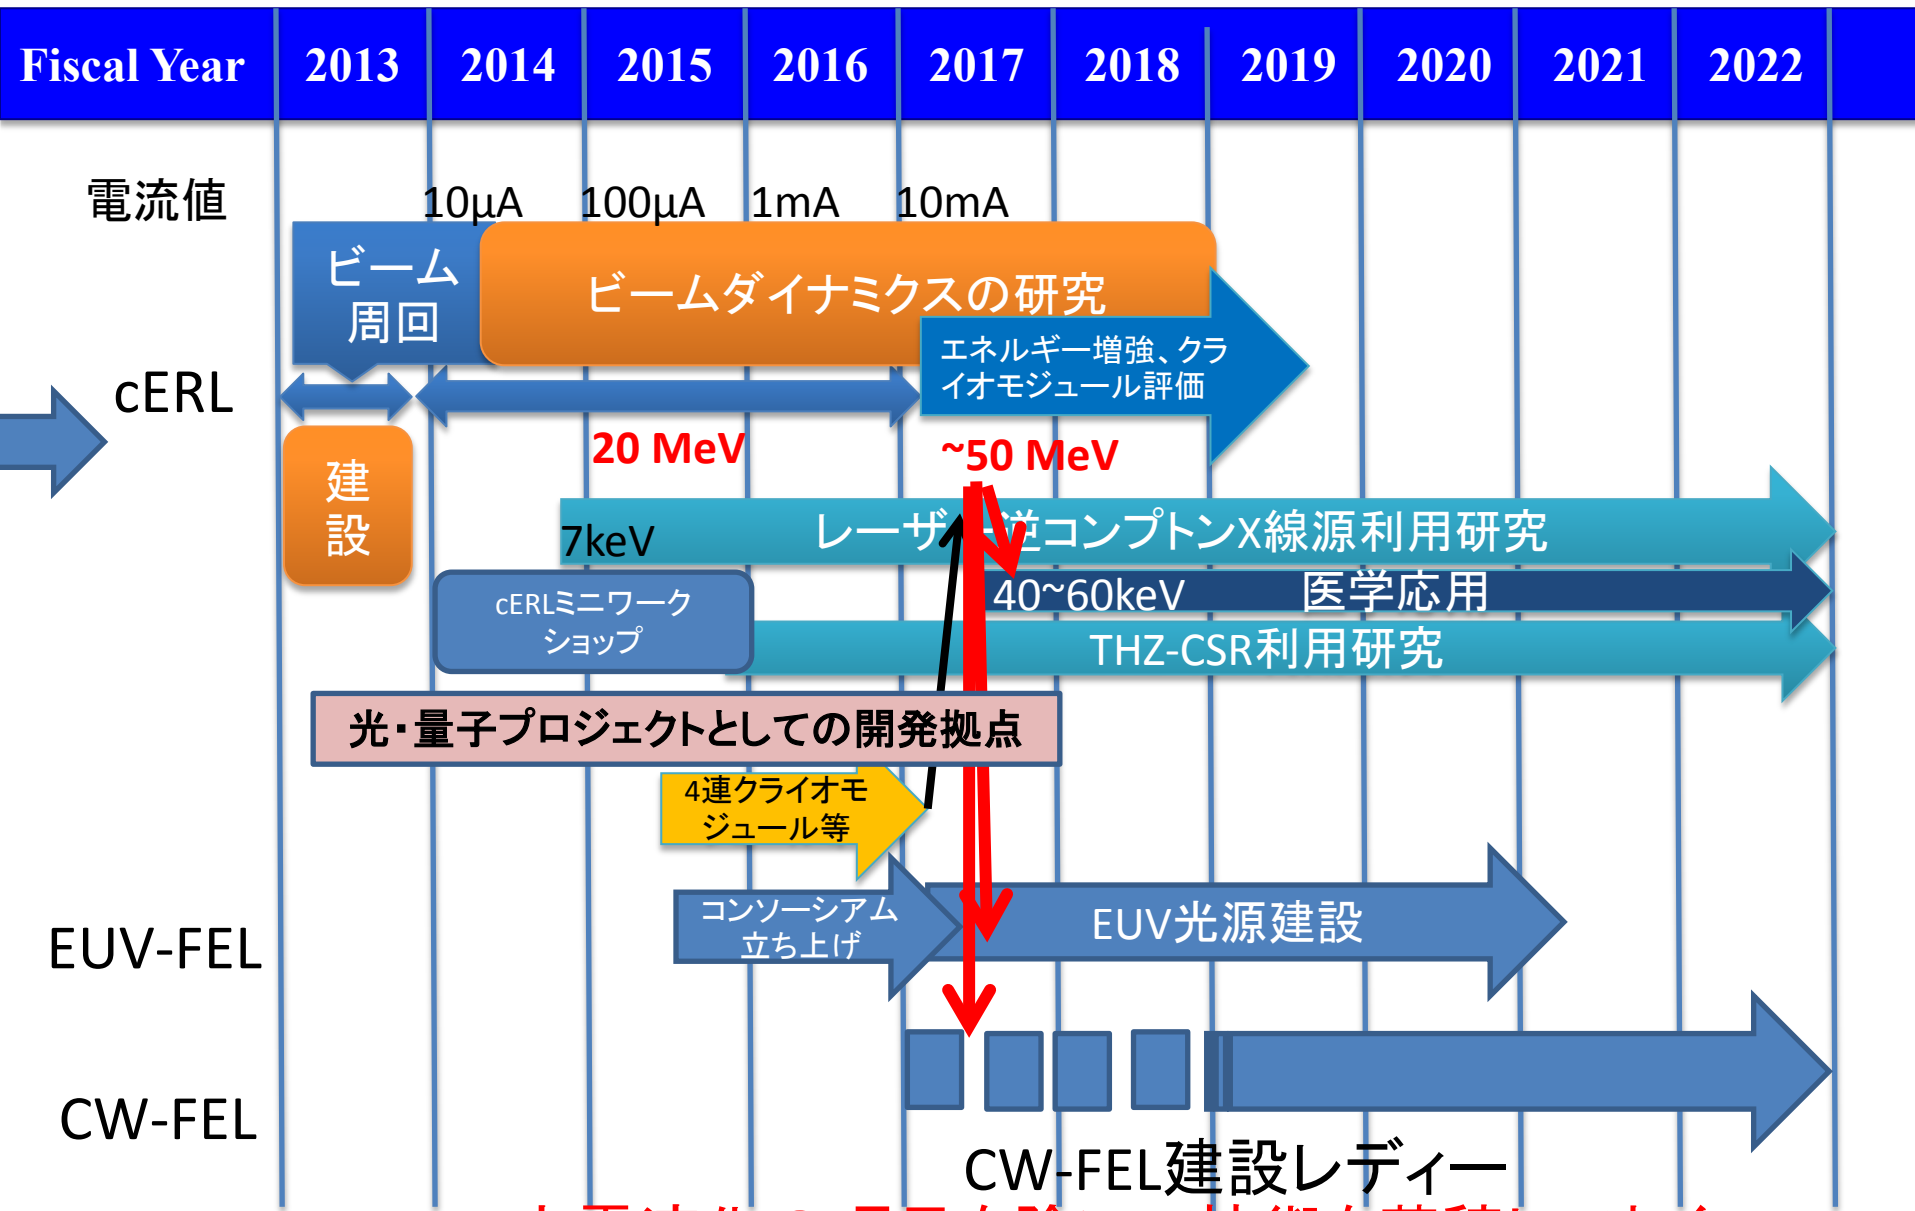 Fiscal Year 2013 2014 2015 2016 2017 2018 2019 2020 2021 2022
電流値
10μA 100μA 1mA 10mA
ビーム
周回
ビームダイナミクスの研究
エネルギー増強、クラ
イオモジュール評価
cERL
20 MeV ~50 MeV
建
設
7keV
レーザー逆コンプトンX線源利用研究
cERLミニワーク
ショップ
40~60keV 医学応用
THZ-CSR利用研究
光・量子プロジェクトとしての開発拠点
4連クライオモ
ジュール等
コンソーシアム
立ち上げ
EUV光源建設
EUV-FEL
CW-FEL
CW-FEL建設レディー